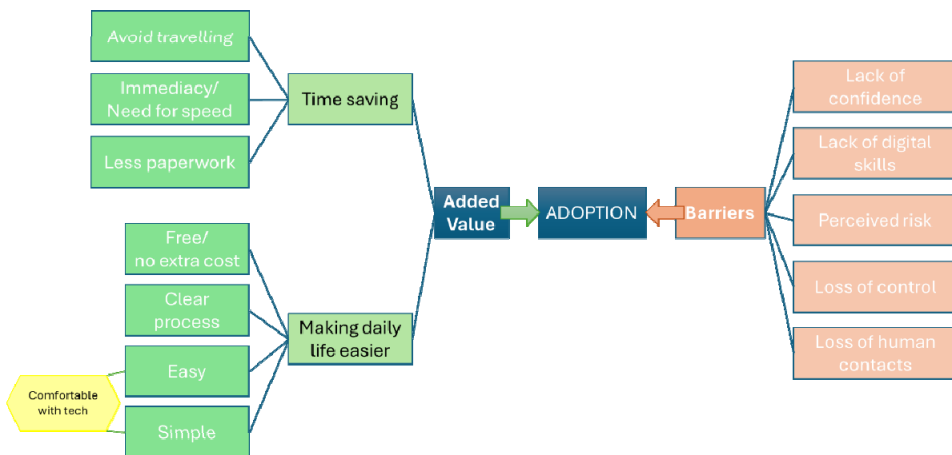 Avoid travelling
Immediacy/
Need for speed
Less paperwork
Time saving
Free/
no extra cost
Clear
process
Easy
Simple
Comfortable
with tech
Making daily
life easier
Added
Value
ADOPTION
Barriers
Lack of
confidence
Lack of digital
skills
Perceived risk
Loss of control
Loss of human
contacts